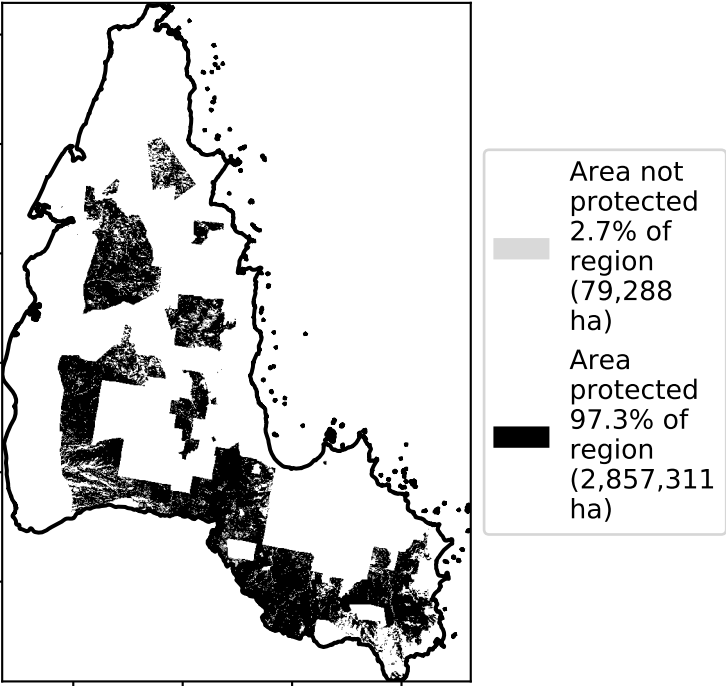 Area not
protected
2.7% of
region
(79,288
ha)
Area
protected
97.3% of
region
(2,857,311
ha)